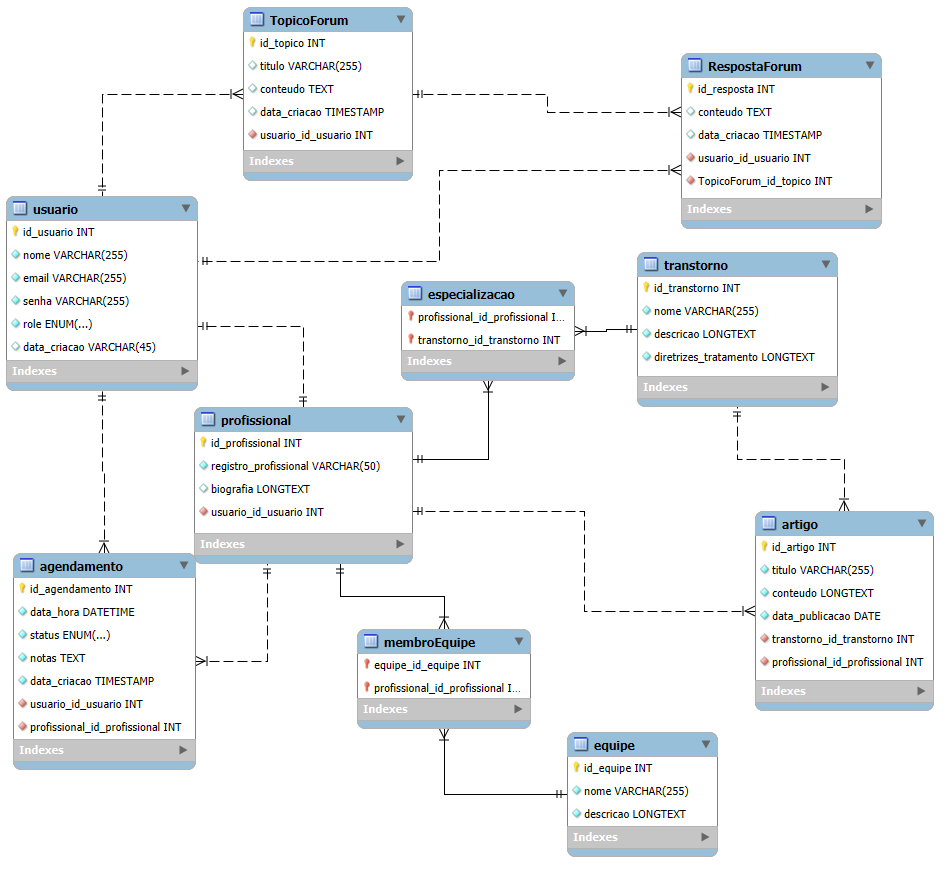 TopicoForum
id_topico INT
titulo VARCHAR(255)
conteudo TEXT
data_criacao TIMESTAMP
usuario_id_usuario INT
Indexes
RespostaForum
id_resposta INT
conteudo TEXT
data_criacao TIMESTAMP
usuario_id_usuario INT
TopicoForum_id_topico INT
Indexes
usuario
id_usuario INT
nome VARCHAR(255)
email VARCHAR(255)
senha VARCHAR(255)
role ENUM(...)
data_criacao VARCHAR(45)
Indexes
especializacao
profissional_id_profissional I...
transtorno_id_transtorno INT
Indexes
transtorno
id_transtorno INT
nome VARCHAR(255)
descricao LONGTEXT
diretrizes_tratamento LONGTEXT
Indexes
profissional
id_profissional INT
registro_profissional VARCHAR(50)
biografia LONGTEXT
usuario_id_usuario INT
Indexes
artigo
id_artigo INT
titulo VARCHAR(255)
conteudo LONGTEXT
data_publicacao DATE
transtorno_id_transtorno INT
profissional_id_profissional INT
Indexes
agendamento
id_agendamento INT
data_hora DATETIME
status ENUM(...)
notas TEXT
data_criacao TIMESTAMP
usuario_id_usuario INT
profissional_id_profissional INT
Indexes
membroEquipe
equipe_id_equipe INT
profissional_id_profissional I...
Indexes
equipe
id_equipe INT
nome VARCHAR(255)
descricao LONGTEXT
Indexes